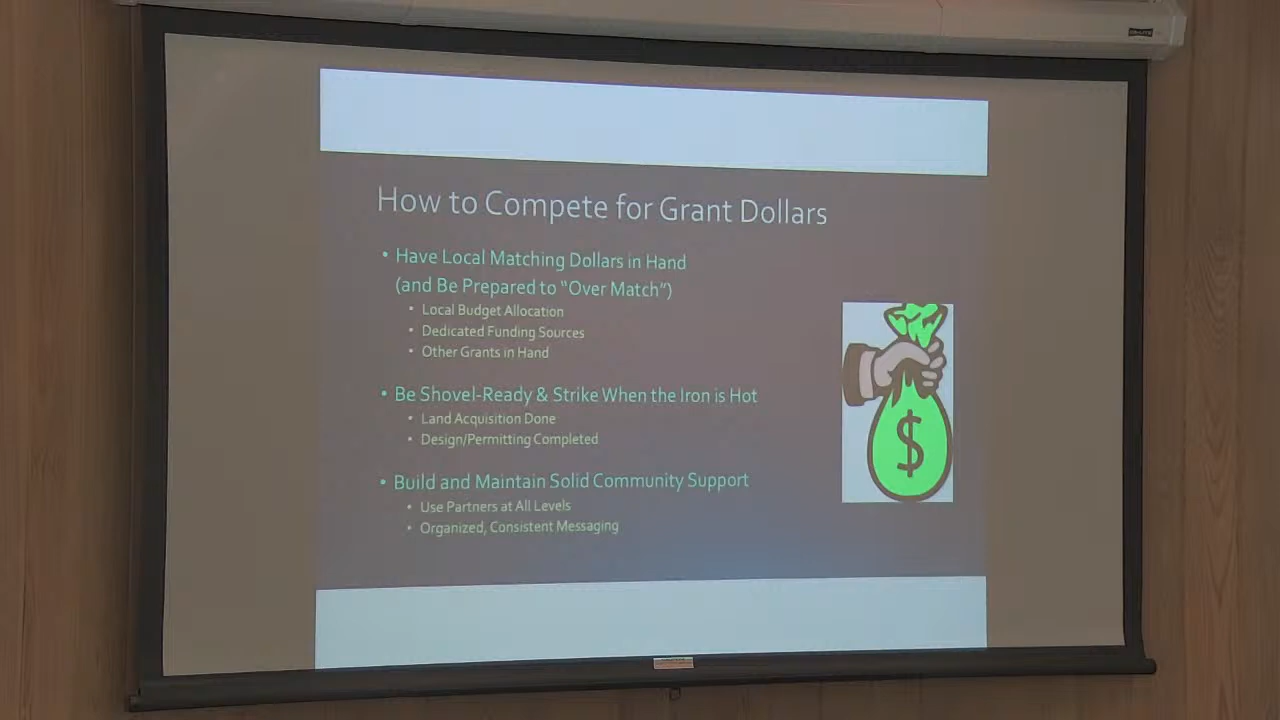 How to Compete for Grant Dollars
• Have Local Matching Dollars in Hand
(and Be Prepared to “Over Match”)
• Local Budget Allocation
• Dedicated Funding Sources
• Other Grants in Hand
• Be Shovel-Ready & Strike When the Iron is Hot
• Land Acquisition Done
• Design/Permitting Completed
• Build and Maintain Solid Community Support
• Use Partners at All Levels
• Organized, Consistent Messaging
$
DA-LITE